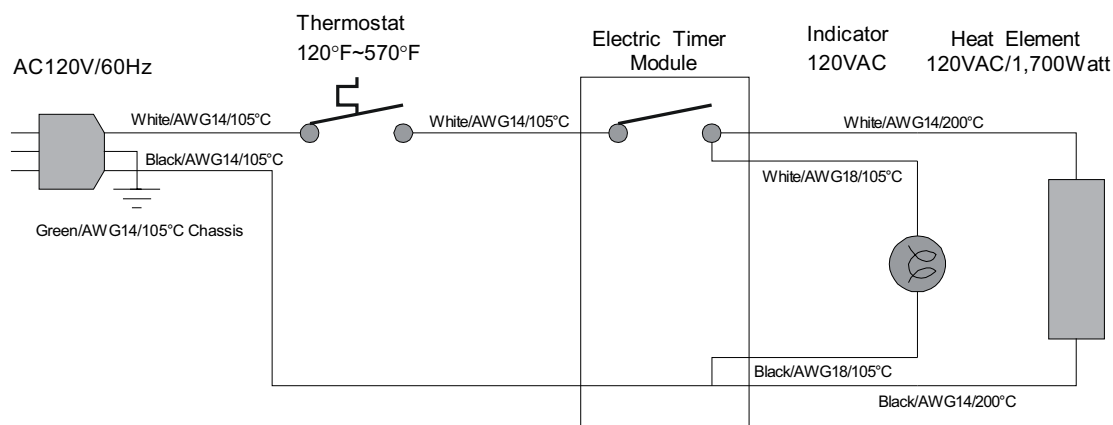 Thermostat
120°F~570°F
Electric Timer
Module
Indicator
120VAC
Heat Element
120VAC/1,700Watt
AC120V/60Hz
White/AWG14/105°C
White/AWG14/105°C
White/AWG14/200°C
Black/AWG14/105°C
White/AWG18/105°C
Green/AWG14/105°C Chassis
Black/AWG18/105°C
Black/AWG14/200°C